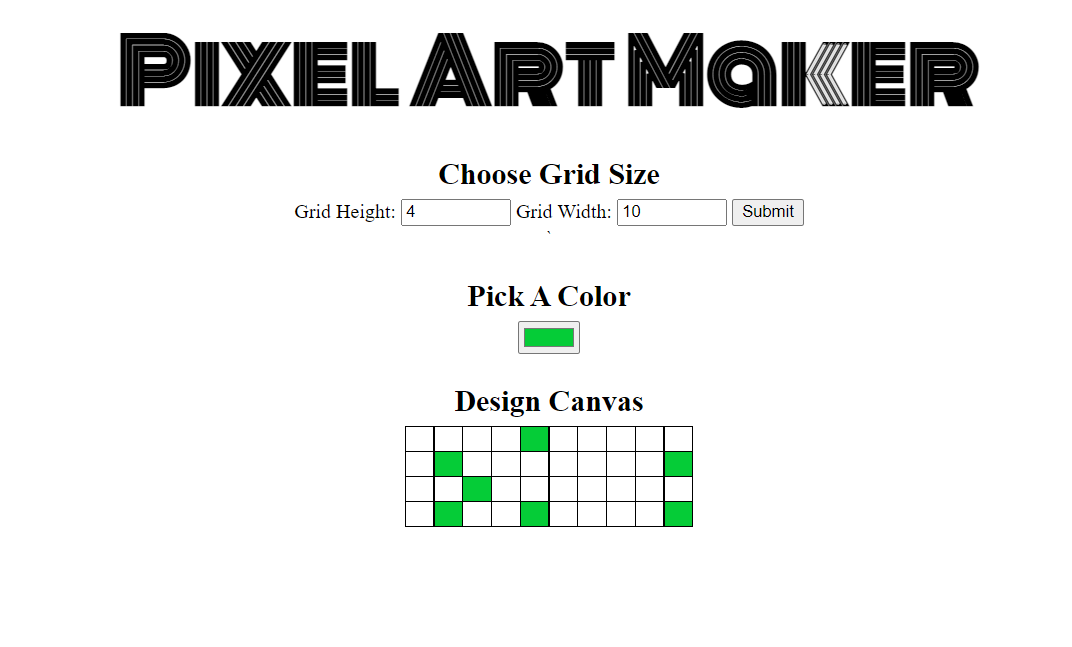 Pixel Art Maker
Choose Grid Size
Grid Height: 4 Grid Width: 10 Submit
`
Pick A Color
Design Canvas